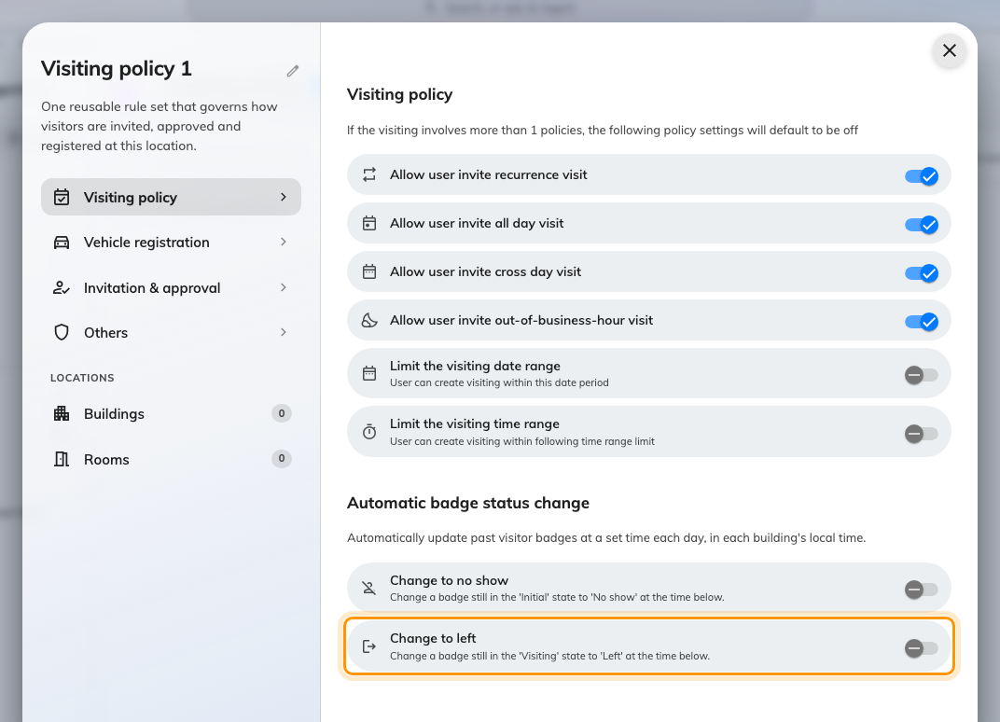 Visiting policy 1
One reusable rule set that governs how
visitors are invited, approved and
registered at this location.
Visiting policy
Vehicle registration
Invitation & approval
Others
LOCATIONS
Buildings 0
Rooms 0
Visiting policy
If the visiting involves more than 1 policies, the following policy settings will default to be off
Allow user invite recurrence visit
Allow user invite all day visit
Allow user invite cross day visit
Allow user invite out-of-business-hour visit
Limit the visiting date range
User can create visiting within this date period
Limit the visiting time range
User can create visiting within following time range limit
Automatic badge status change
Automatically update past visitor badges at a set time each day, in each building's local time.
Change to no show
Change a badge still in the 'Initial' state to 'No show' at the time below.
Change to left
Change a badge still in the 'Visiting' state to 'Left' at the time below.